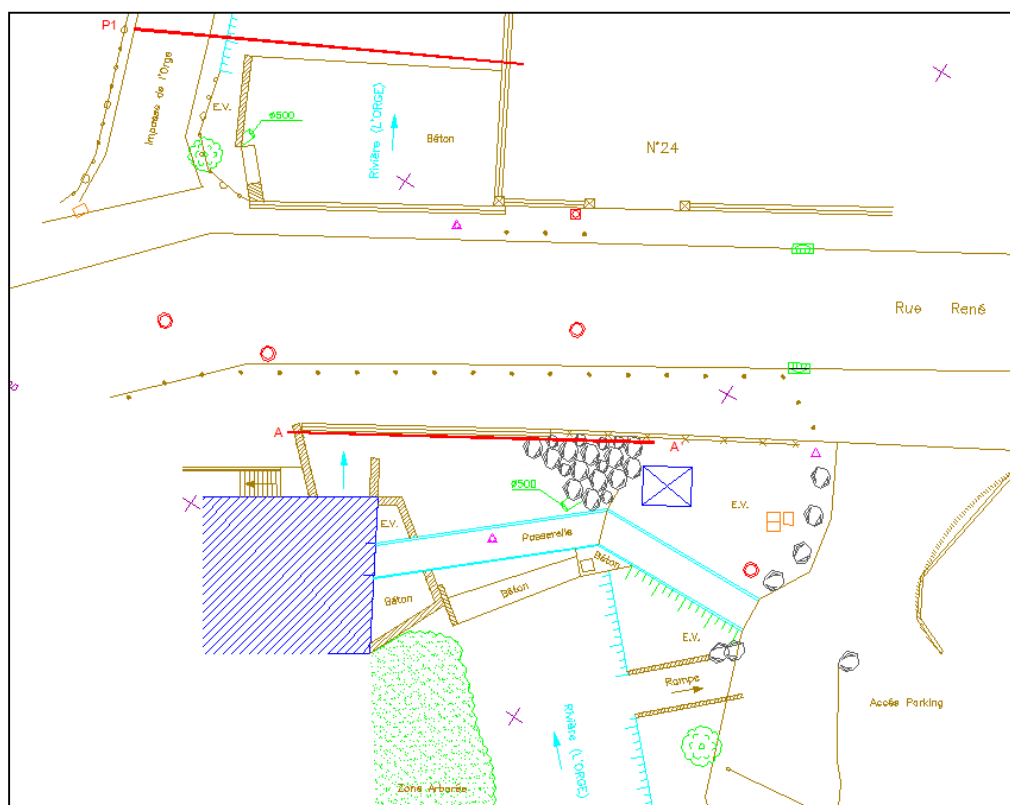 P1
Impasse de l'Orge
E.V.
ø500
Rivière (L'ORGE)
Béton
N°24
Rue René
A
A'
ø500
E.V.
E.V.
Passerelle
Béton
Béton
Béton
E.V.
Rampe
Accès Parking
Rivière (L'ORGE)
Zone Arborée